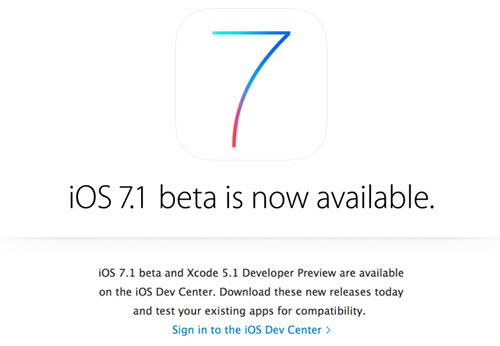 7
iOS 7.1 beta is now available.
iOS 7.1 beta and Xcode 5.1 Developer Preview are available
on the iOS Dev Center. Download these new releases today
and test your existing apps for compatibility.
Sign in to the iOS Dev Center >